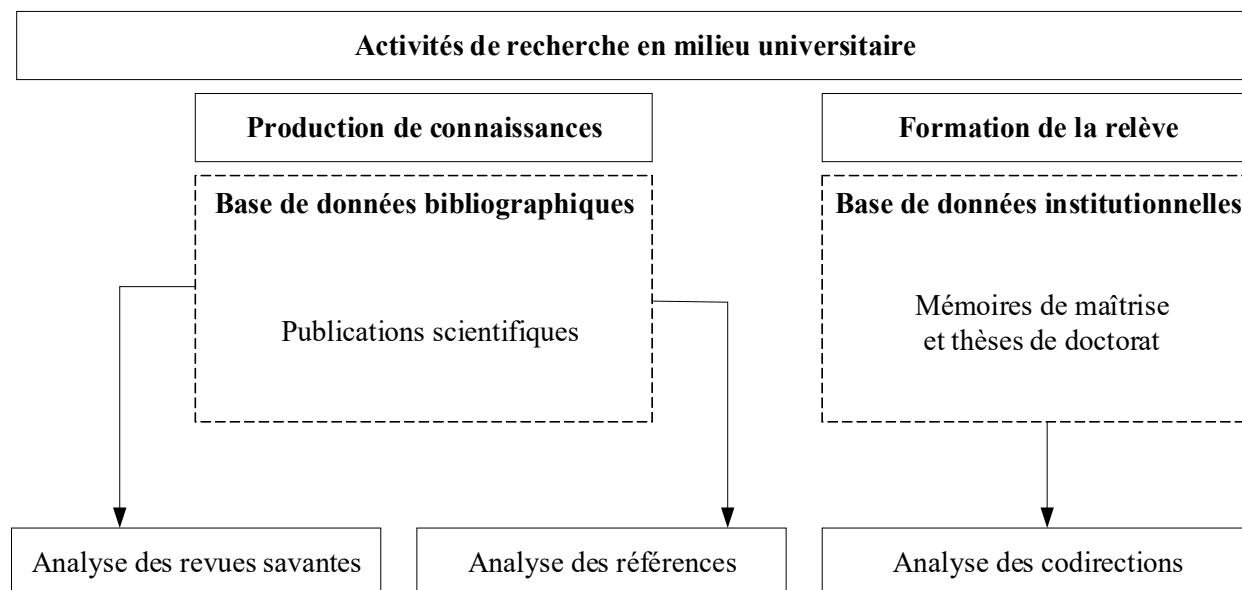 Activités de recherche en milieu universitaire
Production de connaissances
Formation de la relève
Base de données bibliographiques
Base de données institutionnelles
Publications scientifiques
Mémoires de maîtrise
et thèses de doctorat
Analyse des revues savantes
Analyse des références
Analyse des codirections